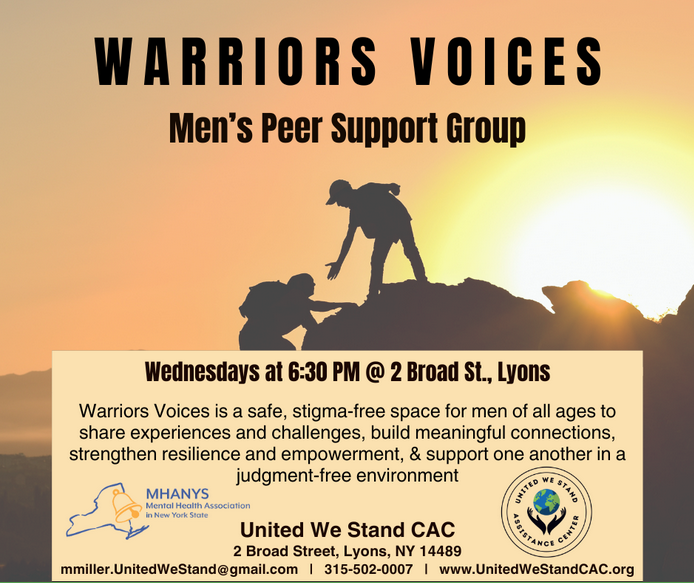 WARRIORS VOICES
Men's Peer Support Group
Wednesdays at 6:30 PM @ 2 Broad St., Lyons
Warriors Voices is a safe, stigma-free space for men of all ages to
share experiences and challenges, build meaningful connections,
strengthen resilience and empowerment, & support one another in a
judgment-free environment
MHANYS
Mental Health Association
in New York State
UNITED WE STAND
ASSISTANCE CENTER
United We Stand CAC
2 Broad Street, Lyons, NY 14489
mmiller.UnitedWeStand@gmail.com | 315-502-0007 | www.UnitedWeStandCAC.org